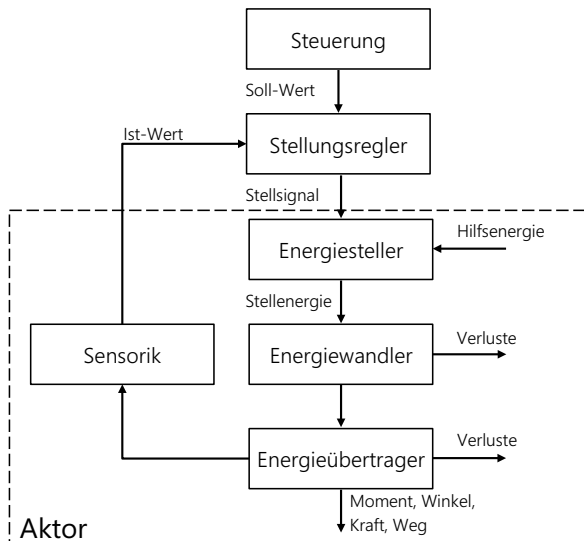 Steuerung
Soll-Wert
Ist-Wert
Stellungsregler
Stellsignal
Hilfsenergie
Energiesteller
Stellenergie
Verluste
Sensorik
Energiewandler
Verluste
Energieübertrager
Moment, Winkel,
Kraft, Weg
Aktor